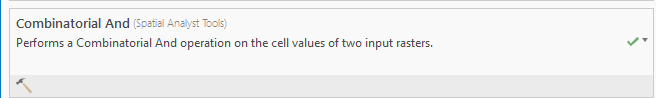 Combinatorial And (Spatial Analyst Tools)
Performs a Combinatorial And operation on the cell values of two input rasters.